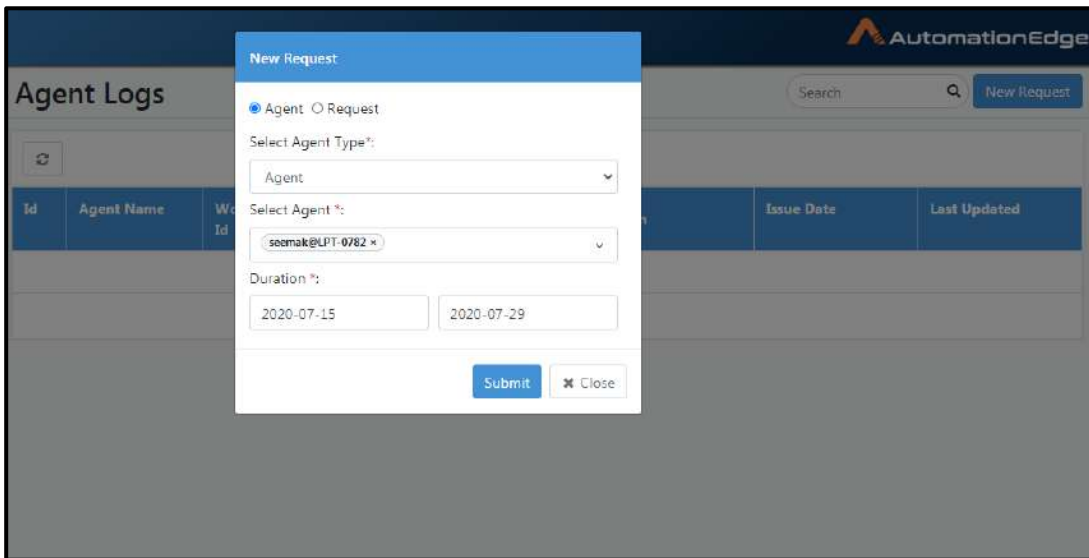 AutomationEdge
New Request
Agent Logs
Search
New Request
Agent Request
Select Agent Type*:
Agent
Id Agent Name Issue Date Last Updated
Id
Select Agent *:
seemak@LPT-0782 ×
Duration *:
2020-07-15 2020-07-29
Submit ✖ Close